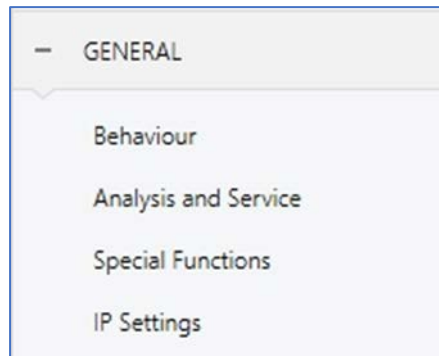 GENERAL
Behaviour
Analysis and Service
Special Functions
IP Settings